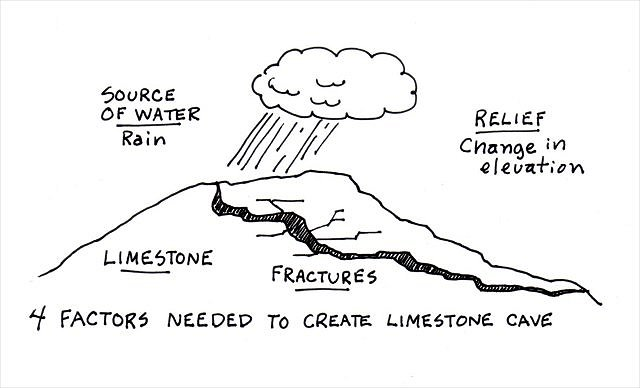 SOURCE
OF WATER
Rain
RELIEF
Change in
elevation
LIMESTONE
FRACTURES
4 FACTORS NEEDED TO CREATE LIMESTONE CAVE